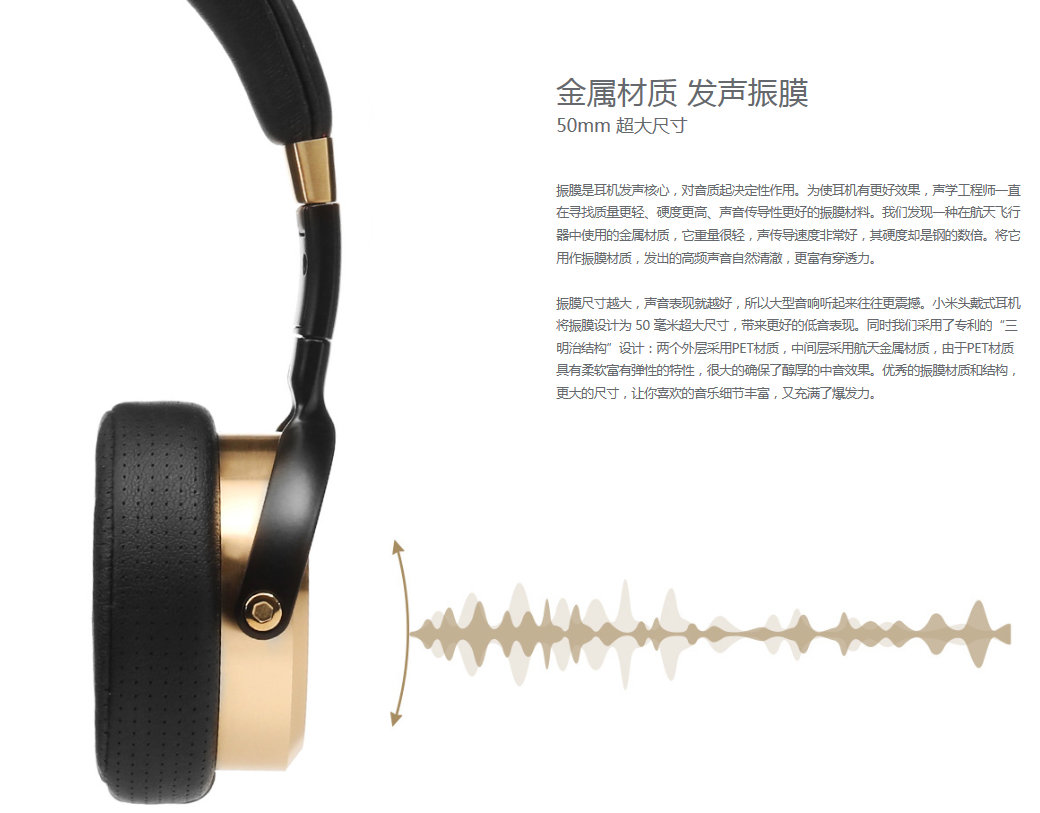 金属材质 发声振膜
50mm 超大尺寸
振膜是耳机发声核心，对音质起决定性作用。为使耳机有更好效果，声学工程师一直
在寻找质量更轻、硬度更高、声音传导性更好的振膜材料。我们发现一种在航天飞行
器中使用的金属材质，它重量很轻，声传导速度非常好，其硬度却是钢的数倍。将它
用作振膜材质，发出的高频声音自然清澈，更富有穿透力。
振膜尺寸越大，声音表现就越好，所以大型音响听起来往往更震撼。小米头戴式耳机
将振膜设计为 50 毫米超大尺寸，带来更好的低音表现。同时我们采用了专利的“三
明治结构”设计：两个外层采用PET材质，中间层采用航天金属材质，由于PET材质
具有柔软富有弹性的特性，很大的确保了醇厚的中音效果。优秀的振膜材质和结构，
更大的尺寸，让你喜欢的音乐细节丰富，又充满了爆发力。